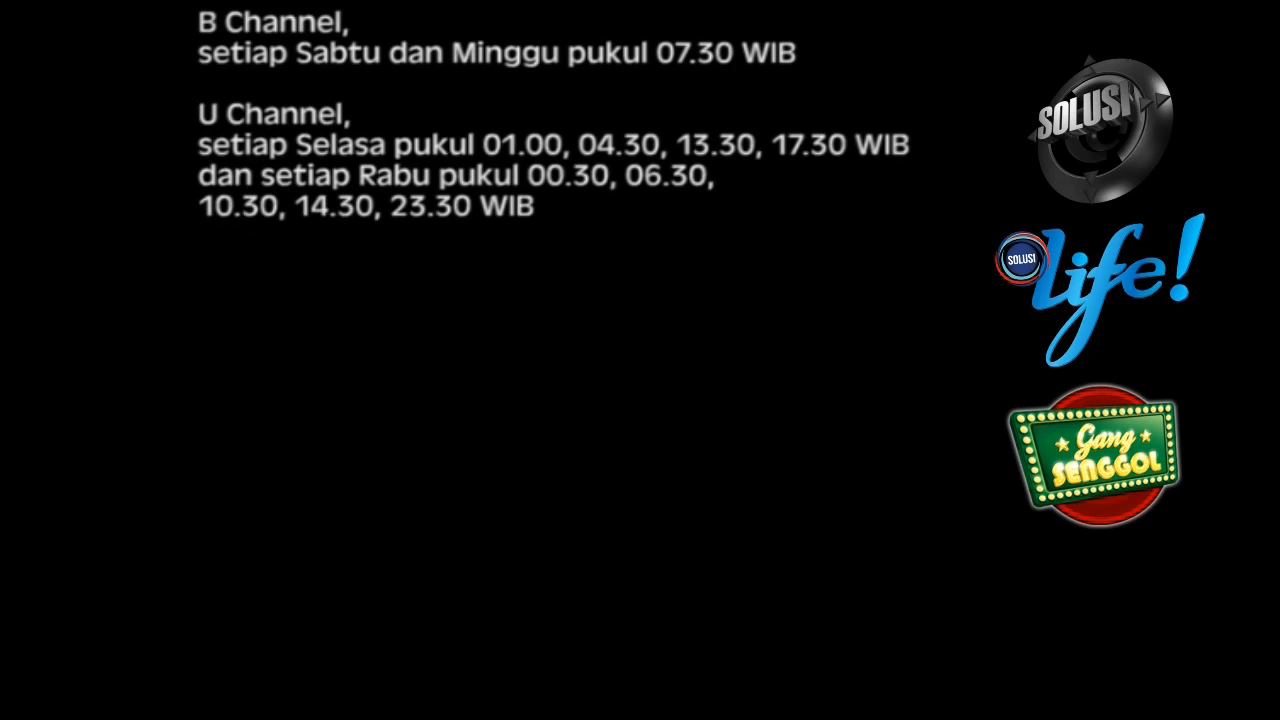 B Channel,
setiap Sabtu dan Minggu pukul 07.30 WIB
U Channel,
setiap Selasa pukul 01.00, 04.30, 13.30, 17.30 WIB
dan setiap Rabu pukul 00.30, 06.30,
10.30, 14.30, 23.30 WIB
SOLUSI
SOLUSI
life!
Gang
SENGGOL